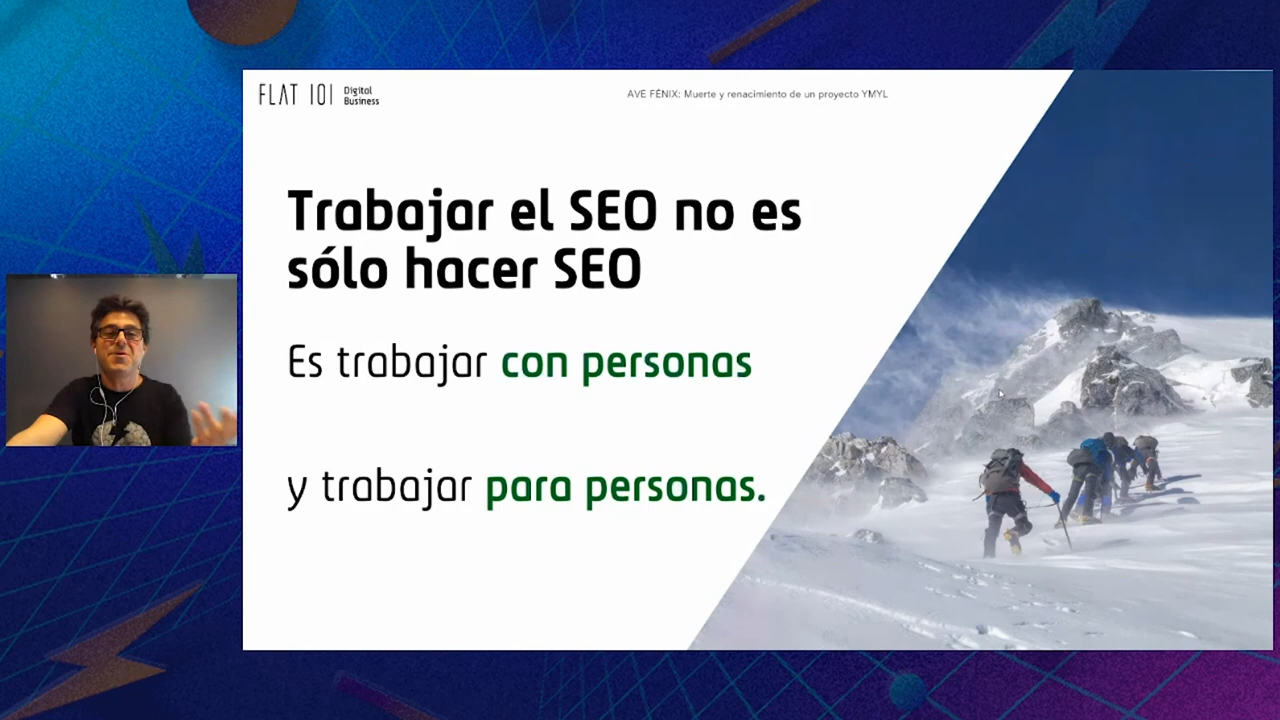 FLAT 101 Digital Business
AVE FÉNIX: Muerte y renacimiento de un proyecto YMYL
Trabajar el SEO no es
sólo hacer SEO
Es trabajar con personas
y trabajar para personas.